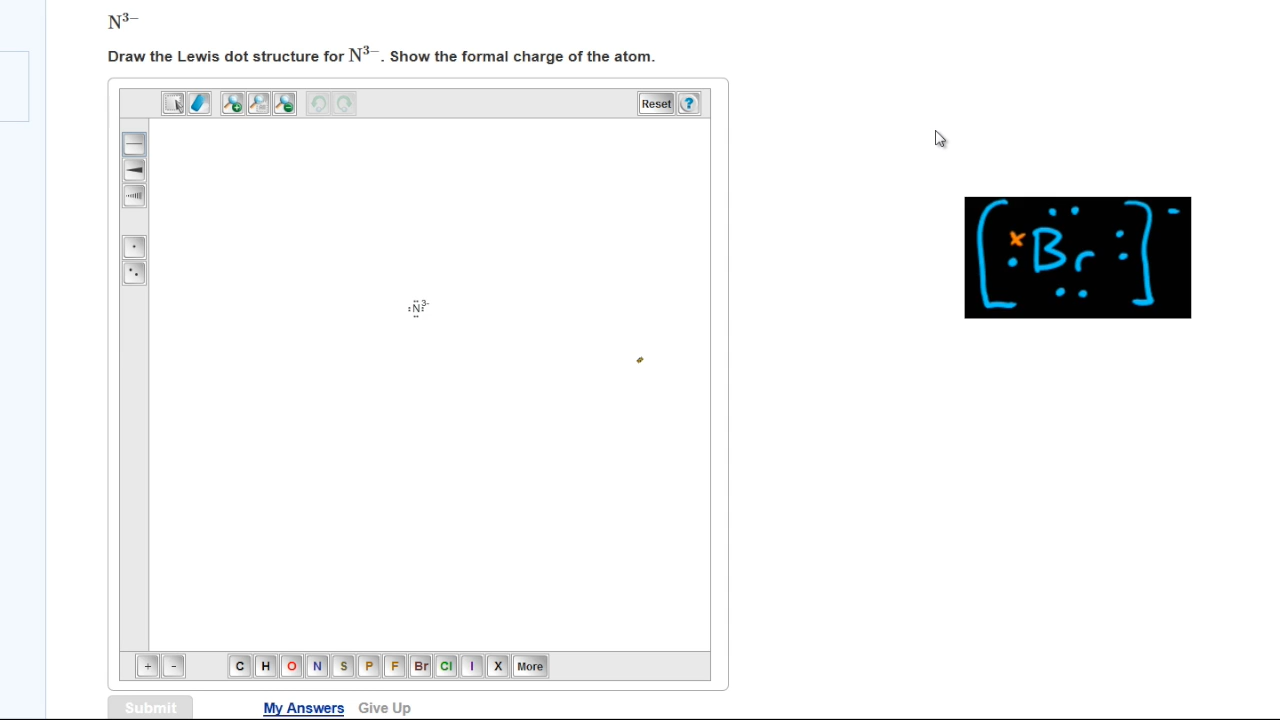 N³⁻
Draw the Lewis dot structure for N³⁻. Show the formal charge of the atom.
Reset ?
:N:³⁻
[ Br ]⁻
+ - C H O N S P F Br Cl I X More
Submit My Answers Give Up